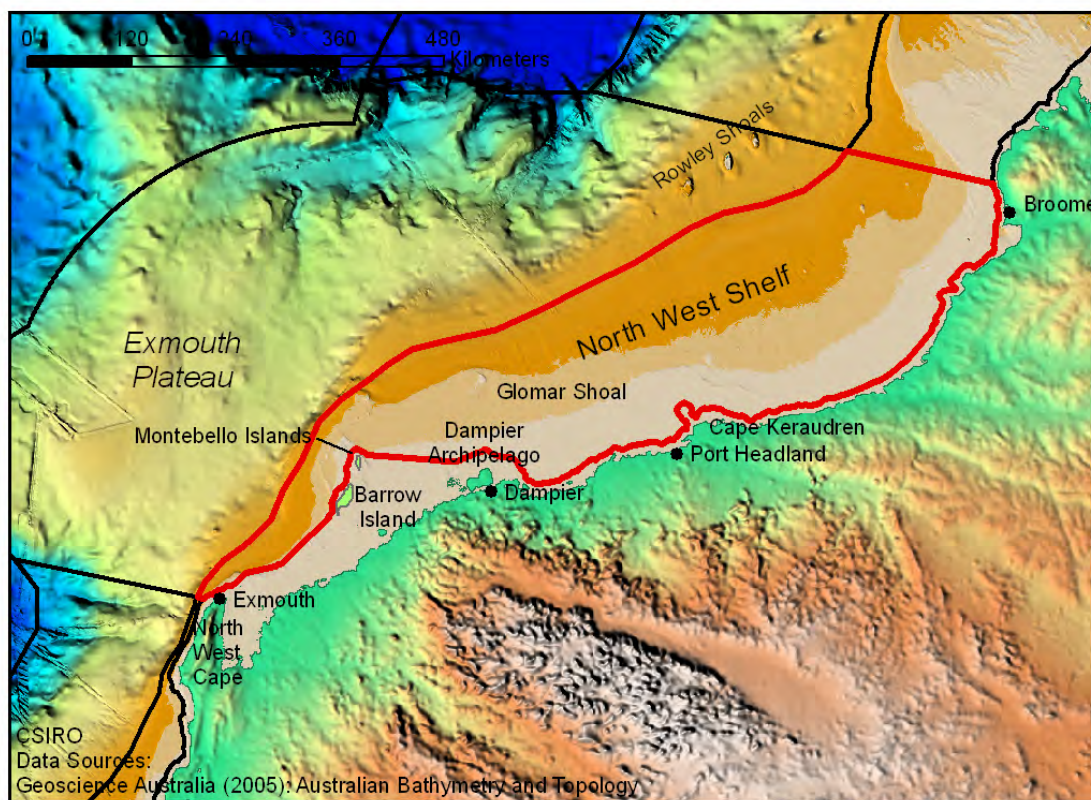 0 120 240 360 480
Kilometers
Rowley Shoals
Broome
North West Shelf
Exmouth
Plateau
Glomar Shoal
Montebello Islands
Dampier
Archipelago
Cape Keraudren
Port Headland
Barrow
Island
Dampier
Exmouth
North
West
Cape
CSIRO
Data Sources:
Geoscience Australia (2005): Australian Bathymetry and Topology